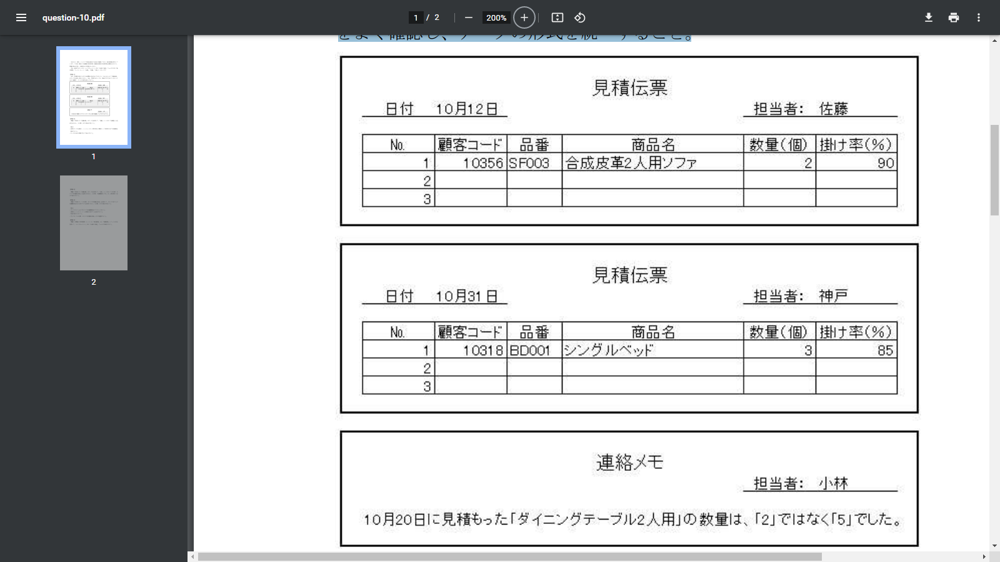 question-10.pdf
1 / 2
200%
1
2
見積伝票
日付 10月12日 担当者: 佐藤
No. 顧客コード 品番 商品名 数量(個) 掛け率(%)
1 10356 SF003 合成皮革2人用ソファ 2 90
2
3
見積伝票
日付 10月31日 担当者: 神戸
No. 顧客コード 品番 商品名 数量(個) 掛け率(%)
1 10318 BD001 シングルベッド 3 85
2
3
連絡メモ
担当者: 小林
10月20日に見積もった「ダイニングテーブル2人用」の数量は、「2」ではなく「5」でした。